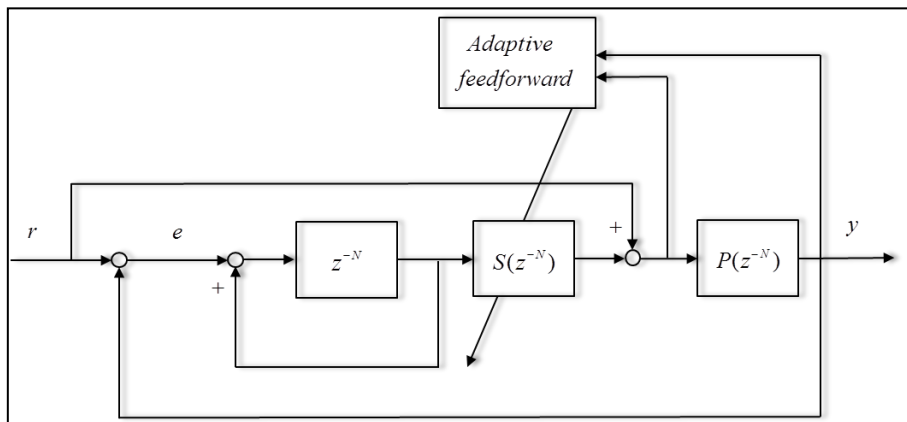 Adaptive
feedforward
r
e
+
z^{-N}
S(z^{-N})
+
P(z^{-N})
y